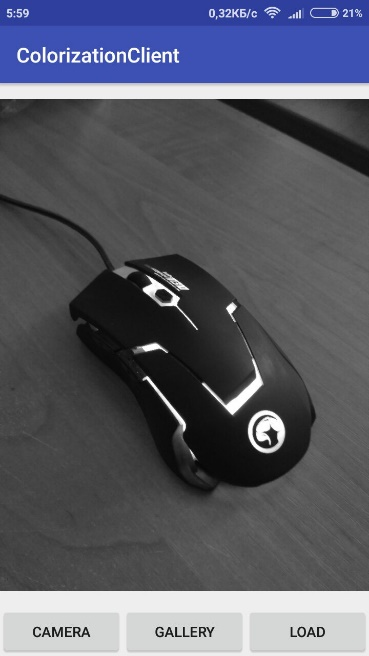 5:59 0,32КБ/с 21%
ColorizationClient
CAMERA GALLERY LOAD